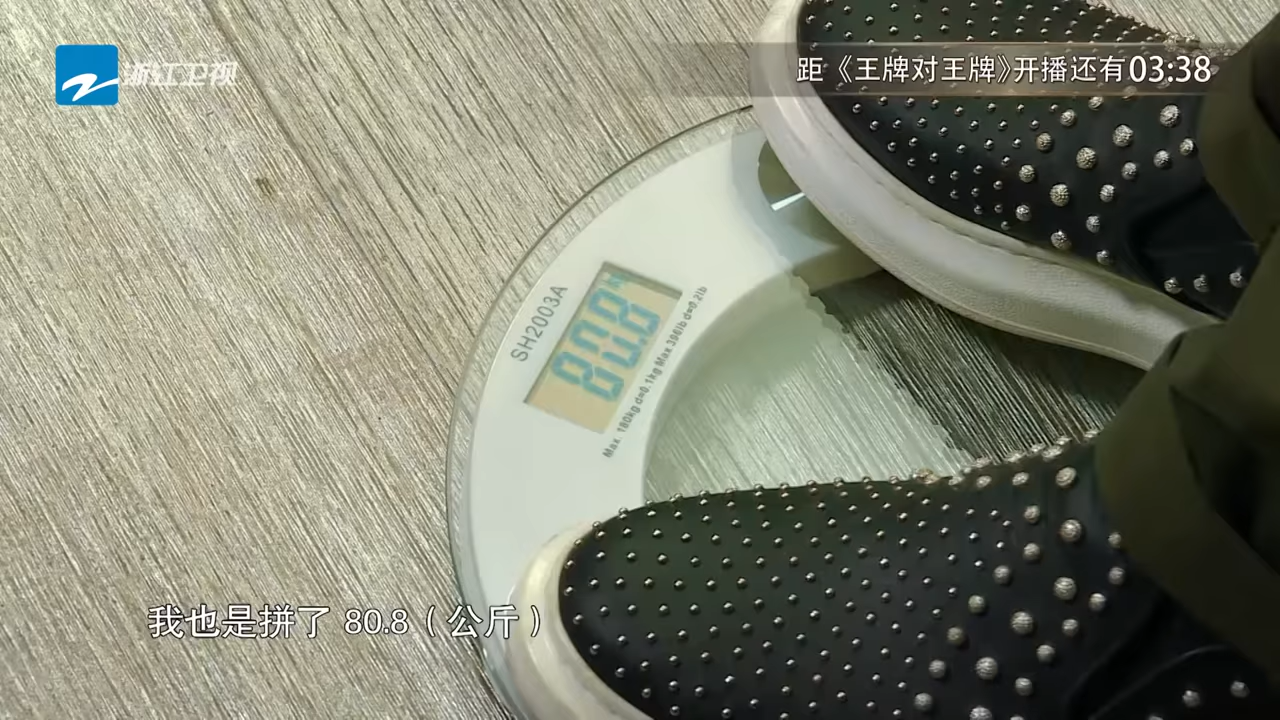 浙江卫视
距《王牌对王牌》开播还有03:38
SH2003A
80.8
Max. 180kg d=0.1kg Max 396lb d=0.2lb
我也是拼了 80.8（公斤）